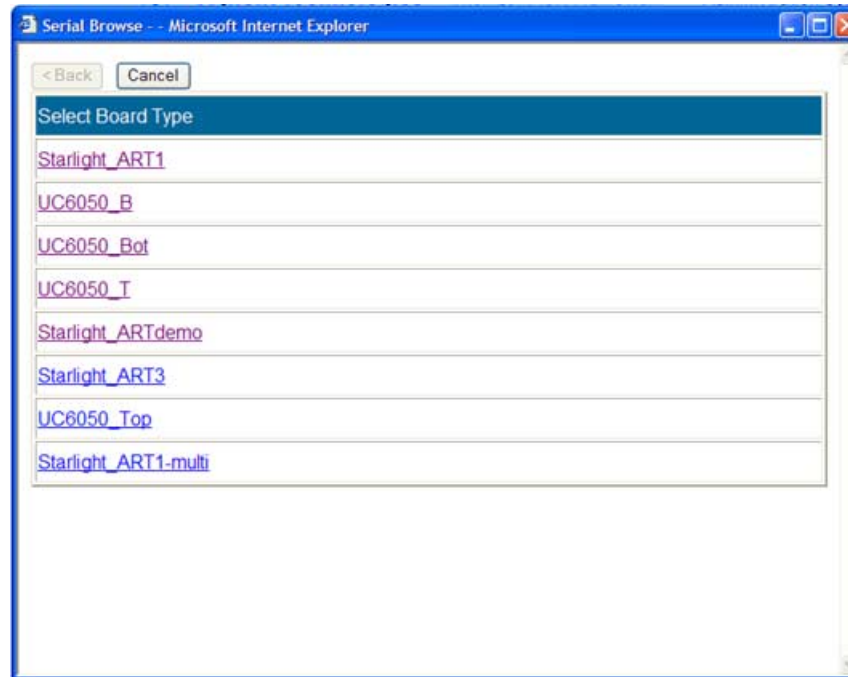 Serial Browse - - Microsoft Internet Explorer
< Back Cancel
Select Board Type
Starlight_ART1
UC6050_B
UC6050_Bot
UC6050_T
Starlight_ARTdemo
Starlight_ART3
UC6050_Top
Starlight_ART1-multi